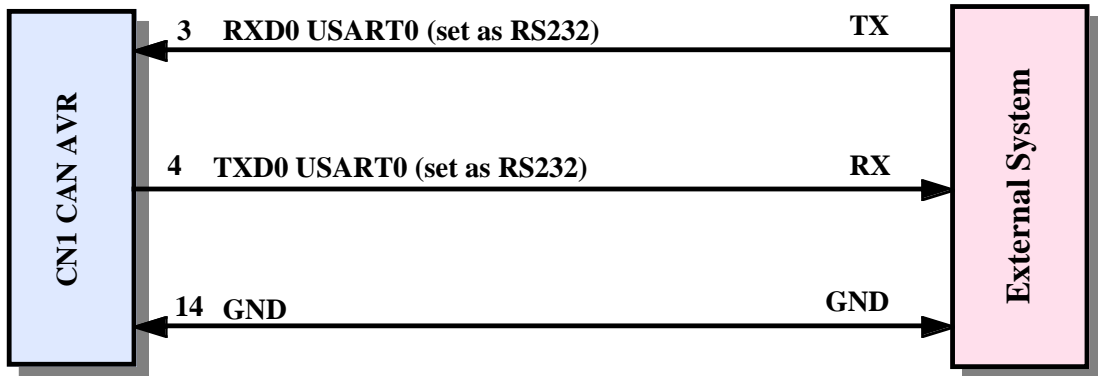 CN1 CAN AVR
3 RXD0 USART0 (set as RS232) TX
4 TXD0 USART0 (set as RS232) RX
14 GND GND
External System